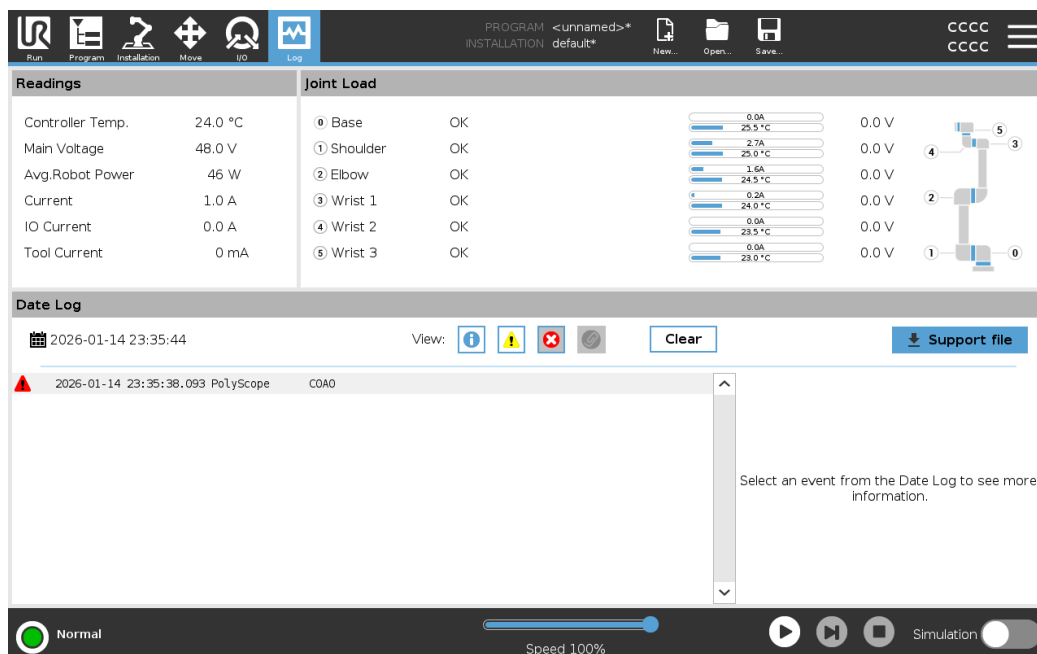 PROGRAM <unnamed>*
INSTALLATION default*
CCCC
CCCC
Run Program Installation Move I/O Log New... Open... Save...
Readings
Controller Temp. 24.0 °C
Main Voltage 48.0 V
Avg.Robot Power 46 W
Current 1.0 A
IO Current 0.0 A
Tool Current 0 mA
Joint Load
0 Base OK 0.0A 25.5 °C 0.0 V
1 Shoulder OK 2.7A 25.0 °C 0.0 V
2 Elbow OK 1.6A 24.5 °C 0.0 V
3 Wrist 1 OK 0.2A 24.0 °C 0.0 V
4 Wrist 2 OK 0.0A 23.5 °C 0.0 V
5 Wrist 3 OK 0.0A 23.0 °C 0.0 V
5
3
4
2
1 0
Date Log
2026-01-14 23:35:44 View: Clear Support file
2026-01-14 23:35:38.093 PolyScope C0A0
Select an event from the Date Log to see more
information.
Normal
Speed 100%
Simulation